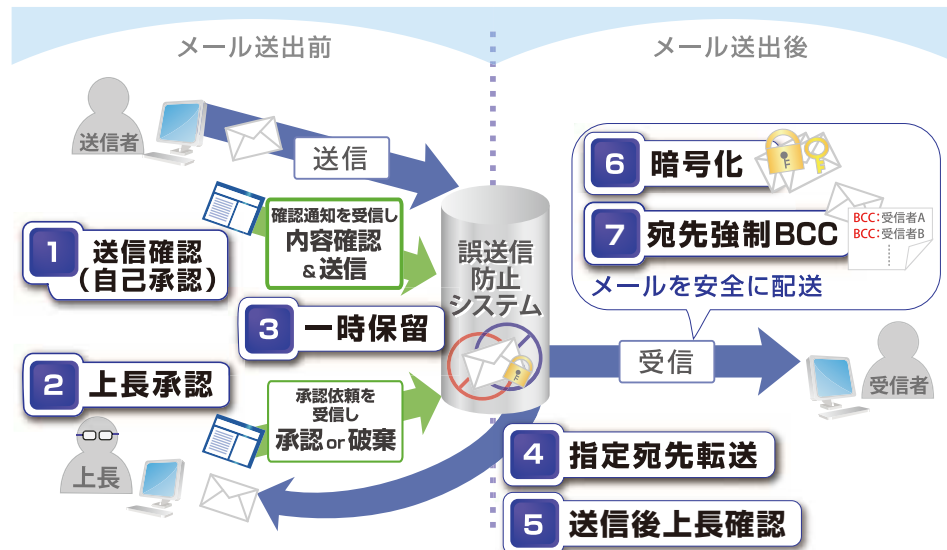 メール送出前
メール送出後
送信者
送信
確認通知を受信し
内容確認
&送信
1
送信確認
(自己承認)
3
一時保留
2
上長承認
承認依頼を
受信し
承認or破棄
上長
誤送信
防止
システム
6
暗号化
7
宛先強制BCC
BCC:受信者A
BCC:受信者B
メールを安全に配送
受信
受信者
4
指定宛先転送
5
送信後上長確認